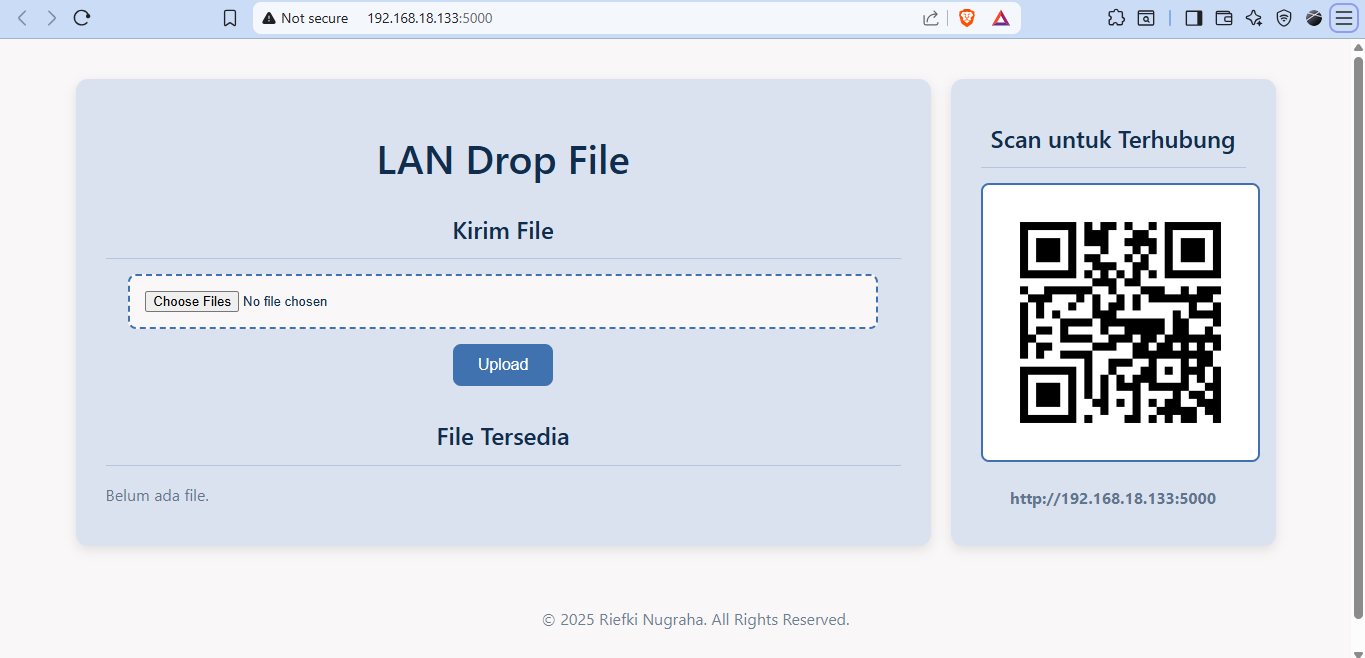 Not secure 192.168.18.133:5000
LAN Drop File
Kirim File
Choose Files No file chosen
Upload
File Tersedia
Belum ada file.
Scan untuk Terhubung
http://192.168.18.133:5000
© 2025 Riefki Nugraha. All Rights Reserved.